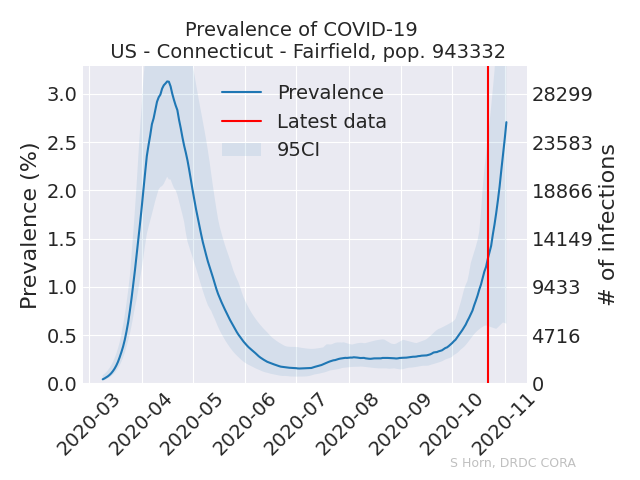 Prevalence of COVID-19
US - Connecticut - Fairfield, pop. 943332
Prevalence (%)
3.0
2.5
2.0
1.5
1.0
0.5
0.0
Prevalence
Latest data
95CI
28299
23583
18866
14149
9433
4716
0
# of infections
2020-03
2020-04
2020-05
2020-06
2020-07
2020-08
2020-09
2020-10
2020-11
S Horn, DRDC CORA